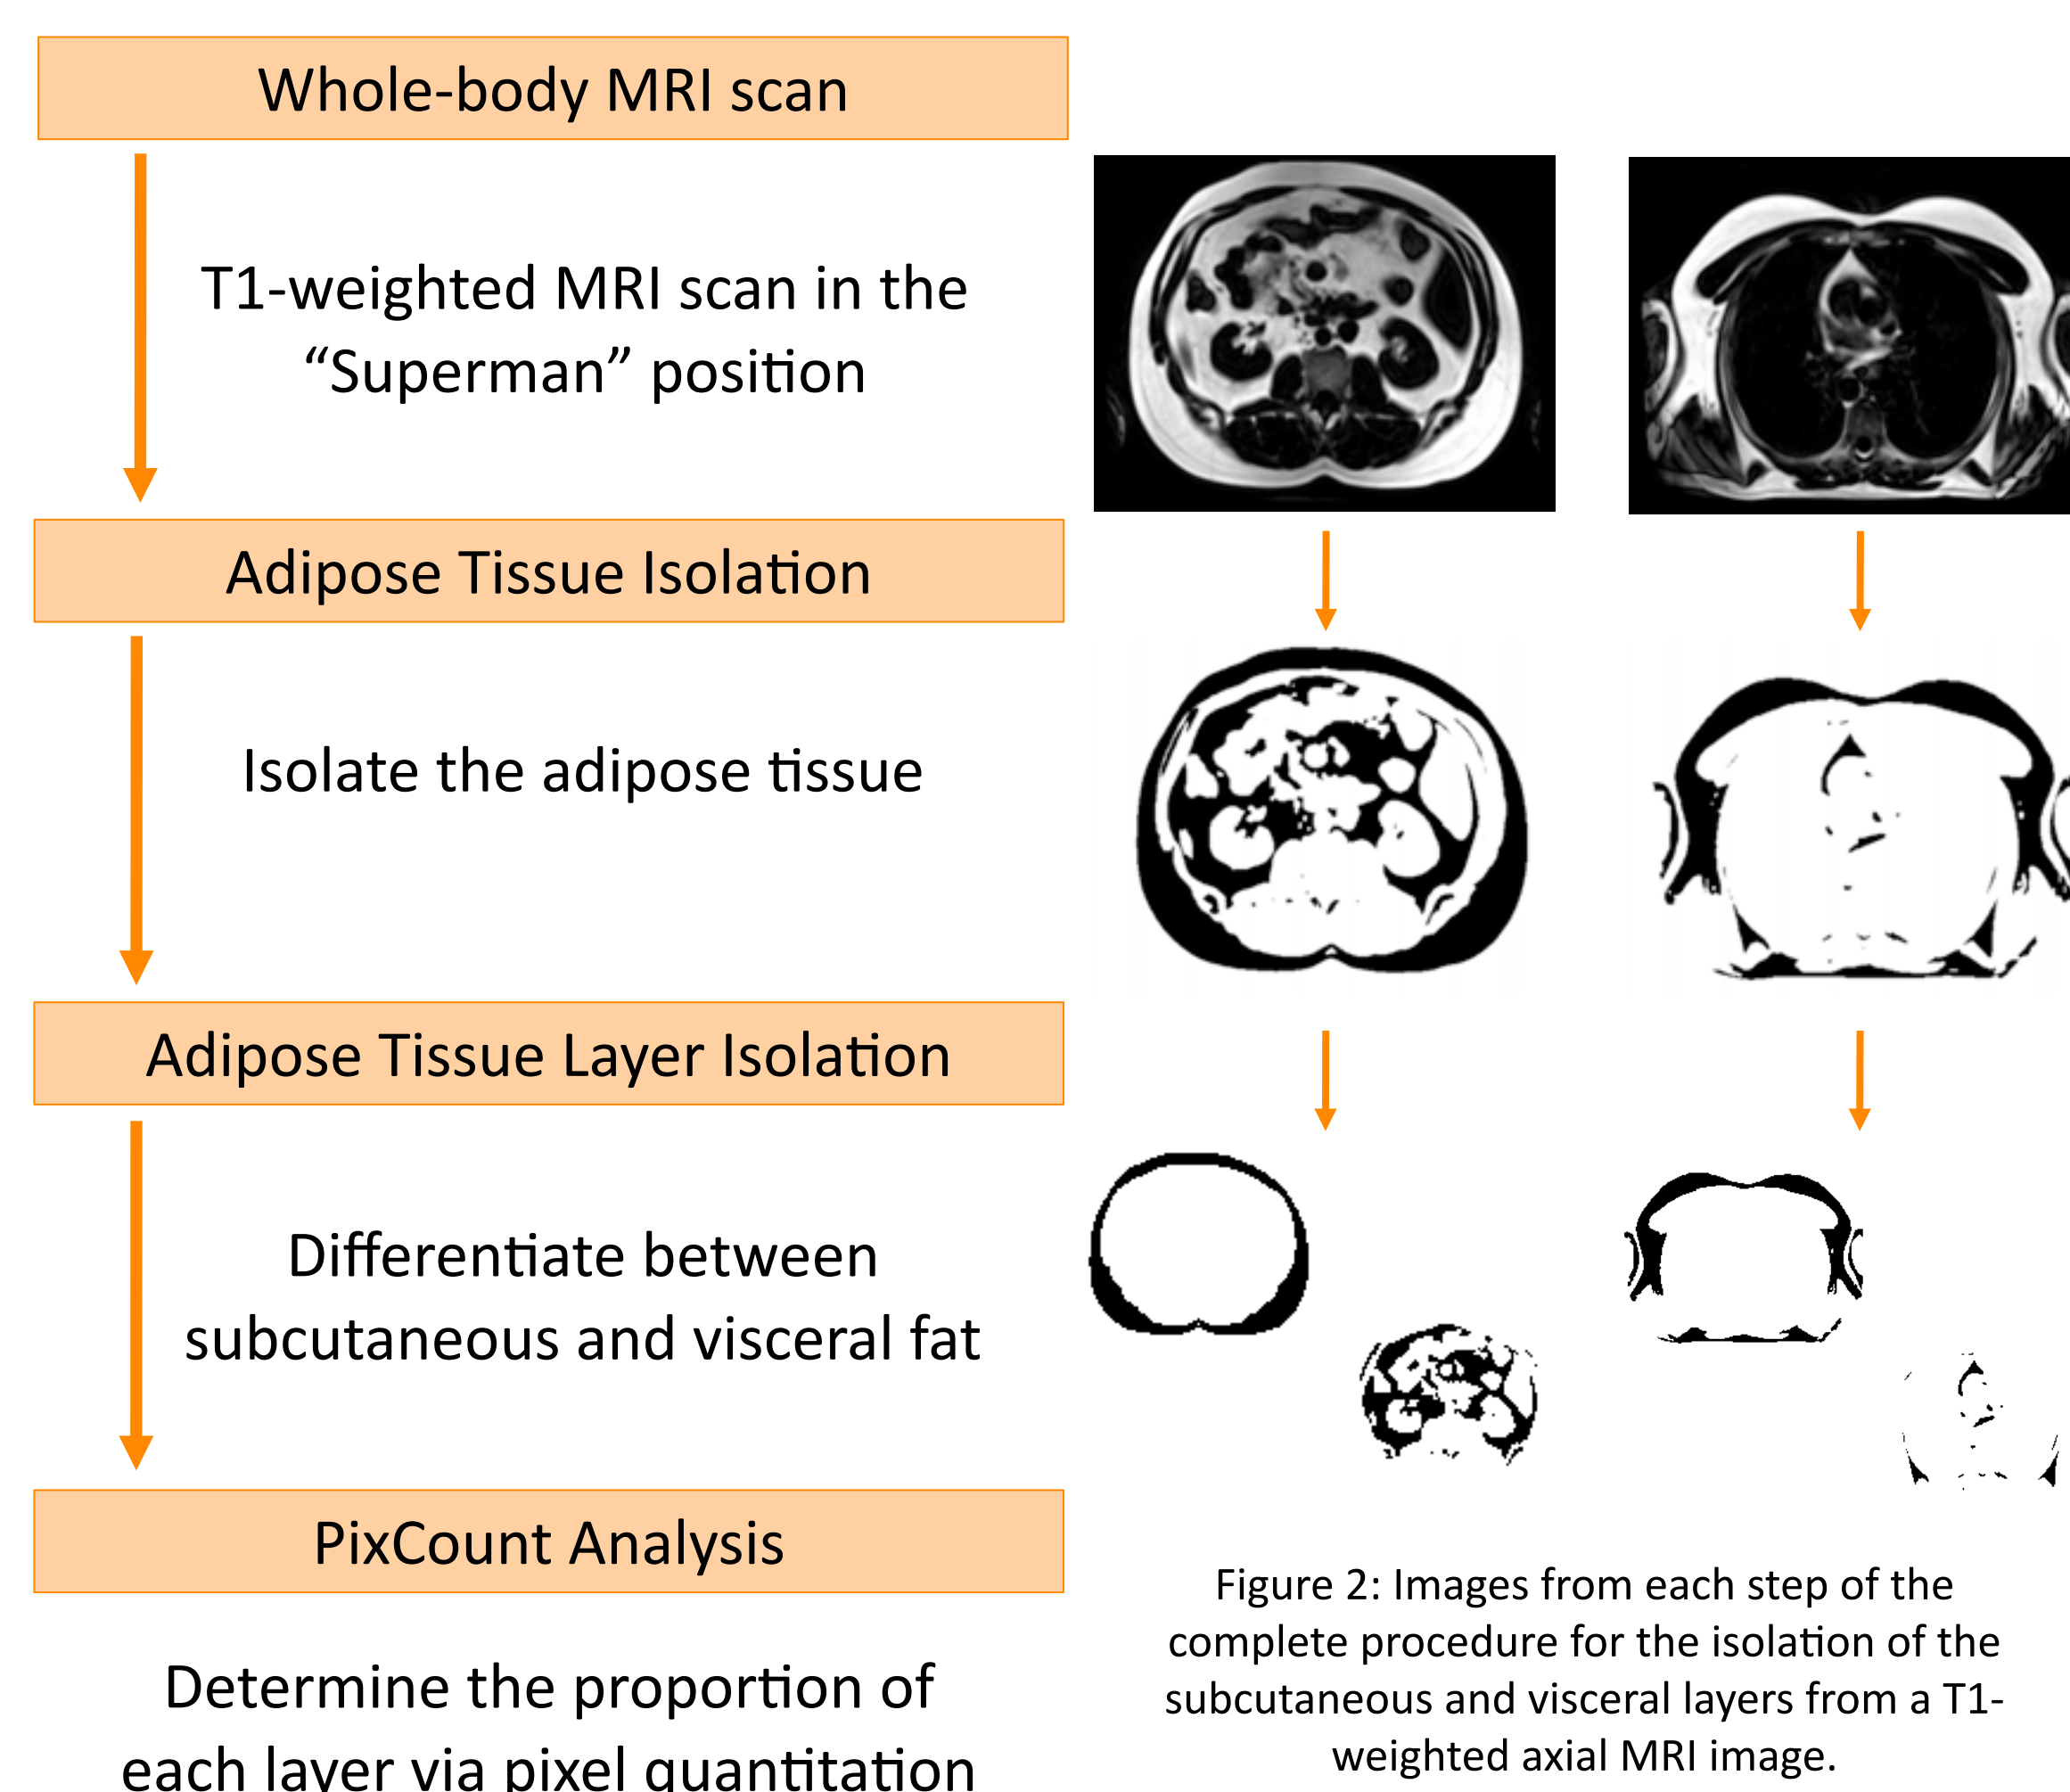 Whole-body MRI scan
T1-weighted MRI scan in the
“Superman” position
Adipose Tissue Isolation
Isolate the adipose tissue
Adipose Tissue Layer Isolation
Differentiate between
subcutaneous and visceral fat
PixCount Analysis
Determine the proportion of
each layer via pixel quantitation
Figure 2: Images from each step of the
complete procedure for the isolation of the
subcutaneous and visceral layers from a T1-
weighted axial MRI image.